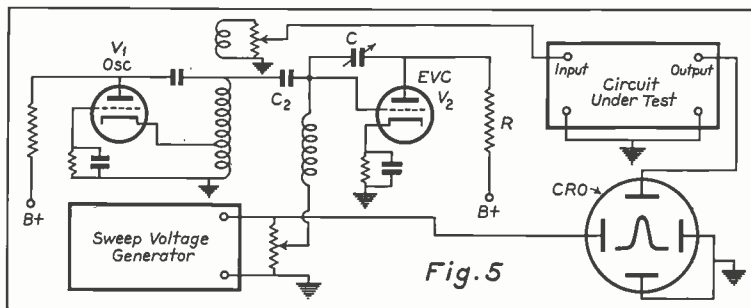 V1
Osc
C
C2
EVC
V2
R
B+
B+
Input
Output
Circuit
Under Test
CRO
Sweep Voltage
Generator
Fig. 5